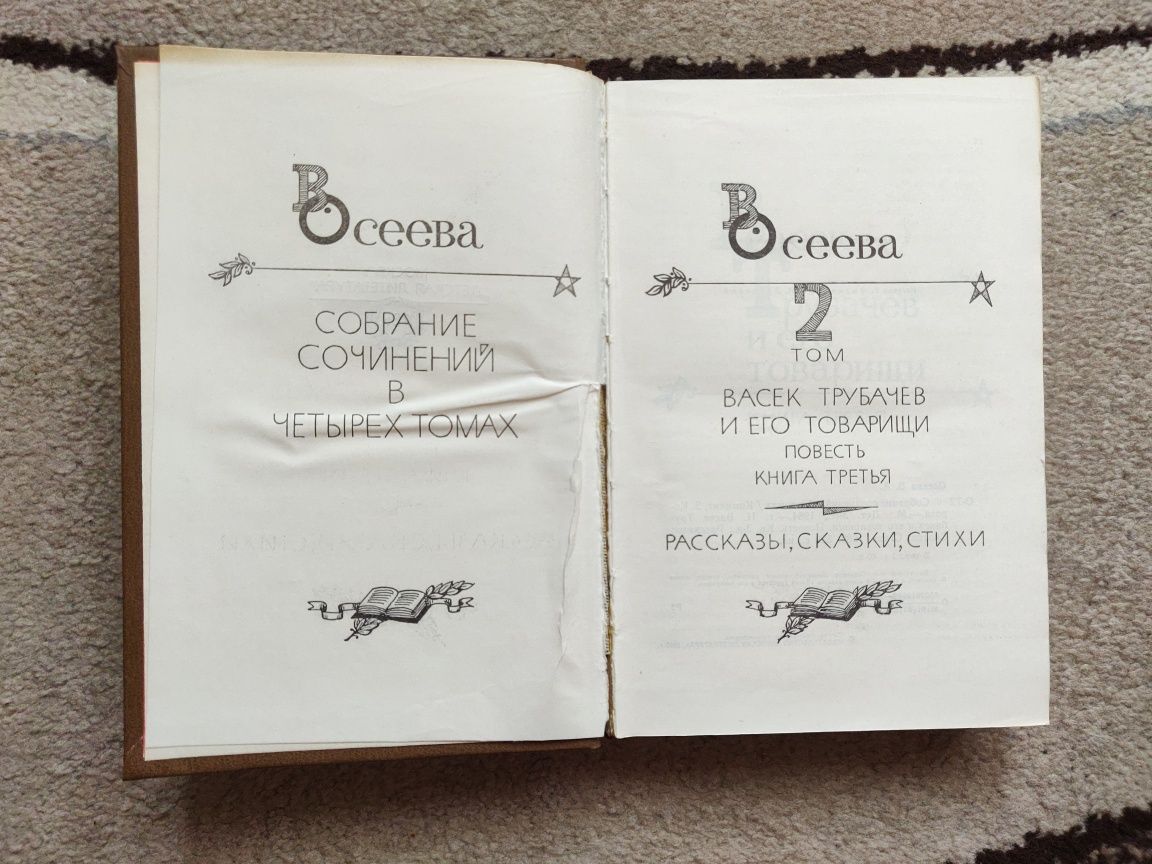 В Осеева
СОБРАНИЕ
СОЧИНЕНИЙ
В
ЧЕТЫРЕХ ТОМАХ
В Осеева
2
ТОМ
ВАСЕК ТРУБАЧЕВ
И ЕГО ТОВАРИЩИ
ПОВЕСТЬ
КНИГА ТРЕТЬЯ
РАССКАЗЫ, СКАЗКИ, СТИХИ